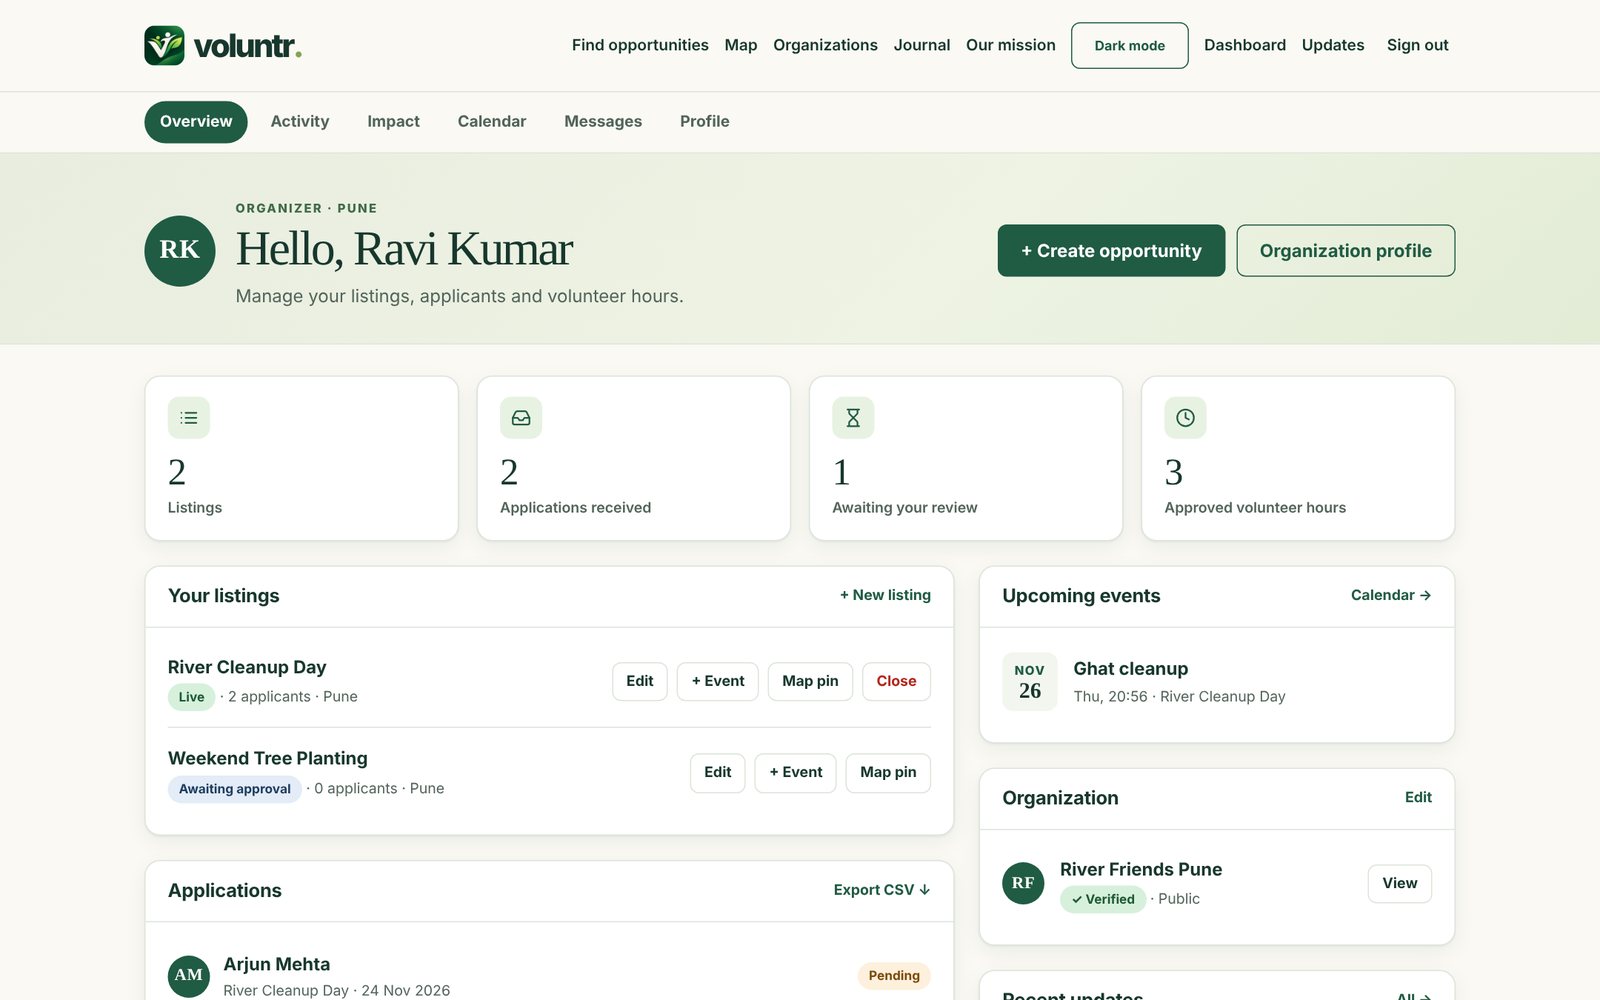 voluntr.
Find opportunities Map Organizations Journal Our mission Dark mode Dashboard Updates Sign out
Overview Activity Impact Calendar Messages Profile
RK
ORGANIZER · PUNE
Hello, Ravi Kumar
Manage your listings, applicants and volunteer hours.
+ Create opportunity
Organization profile
2
Listings
2
Applications received
1
Awaiting your review
3
Approved volunteer hours
Your listings
+ New listing
River Cleanup Day
Live · 2 applicants · Pune
Edit + Event Map pin Close
Weekend Tree Planting
Awaiting approval · 0 applicants · Pune
Edit + Event Map pin
Applications
Export CSV ↓
AM
Arjun Mehta
River Cleanup Day · 24 Nov 2026
Pending
Upcoming events
Calendar →
NOV
26
Ghat cleanup
Thu, 20:56 · River Cleanup Day
Organization
Edit
RF
River Friends Pune
✓ Verified · Public
View
Recent updates
All →